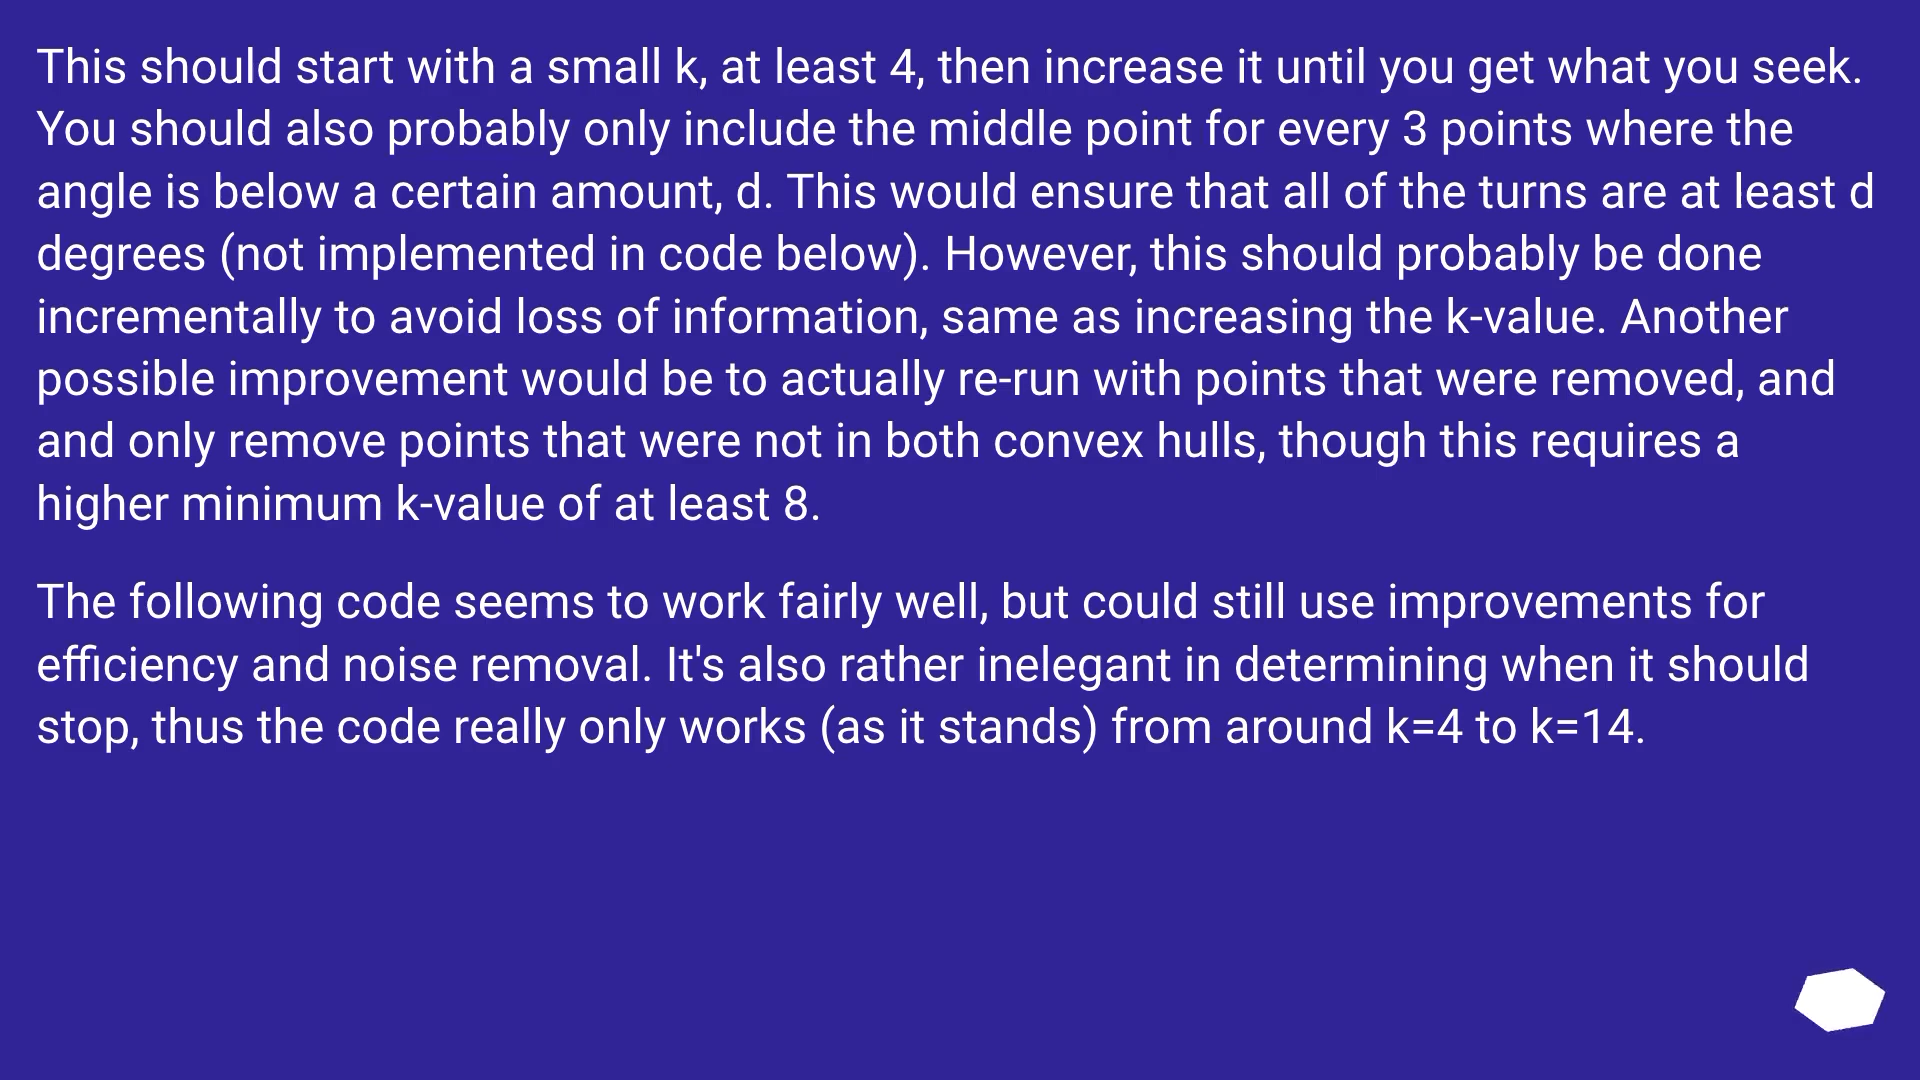 This should start with a small k, at least 4, then increase it until you get what you seek.
You should also probably only include the middle point for every 3 points where the
angle is below a certain amount, d. This would ensure that all of the turns are at least d
degrees (not implemented in code below). However, this should probably be done
incrementally to avoid loss of information, same as increasing the k-value. Another
possible improvement would be to actually re-run with points that were removed, and
and only remove points that were not in both convex hulls, though this requires a
higher minimum k-value of at least 8.
The following code seems to work fairly well, but could still use improvements for
efficiency and noise removal. It's also rather inelegant in determining when it should
stop, thus the code really only works (as it stands) from around k=4 to k=14.